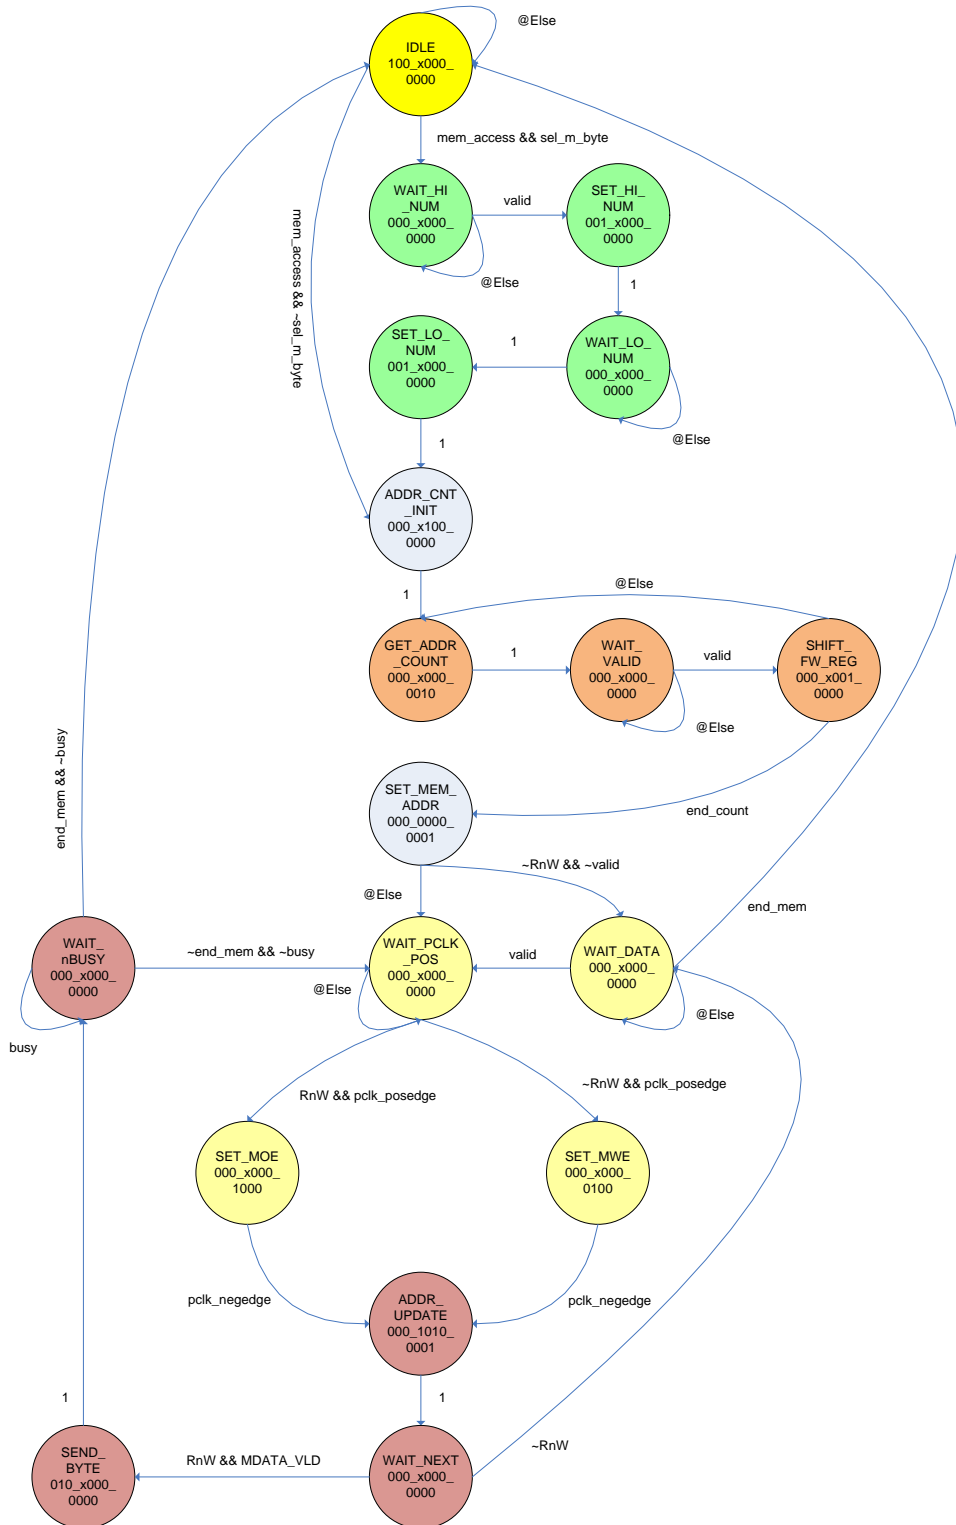 @Else
IDLE
100_x000_
0000
mem_access && sel_m_byte
WAIT_HI
_NUM
000_x000_
0000
valid
SET_HI_
NUM
001_x000_
0000
@Else
1
mem_access && ~sel_m_byte
SET_LO_
NUM
001_x000_
0000
1
WAIT_LO_
NUM
000_x000_
0000
@Else
1
ADDR_CNT
_INIT
000_x100_
0000
@Else
1
GET_ADDR
_COUNT
000_x000_
0010
1
WAIT_
VALID
000_x000_
0000
valid
SHIFT_
FW_REG
000_x001_
0000
@Else
end_mem && ~busy
SET_MEM_
ADDR
000_0000_
0001
end_count
~RnW && ~valid
@Else
end_mem
WAIT_
nBUSY
000_x000_
0000
~end_mem && ~busy
WAIT_PCLK
_POS
000_x000_
0000
valid
WAIT_DATA
000_x000_
0000
@Else
@Else
busy
RnW && pclk_posedge
~RnW && pclk_posedge
SET_MOE
000_x000_
1000
SET_MWE
000_x000_
0100
pclk_negedge
ADDR_
UPDATE
000_1010_
0001
pclk_negedge
1
1
SEND_
BYTE
010_x000_
0000
RnW && MDATA_VLD
WAIT_NEXT
000_x000_
0000
~RnW